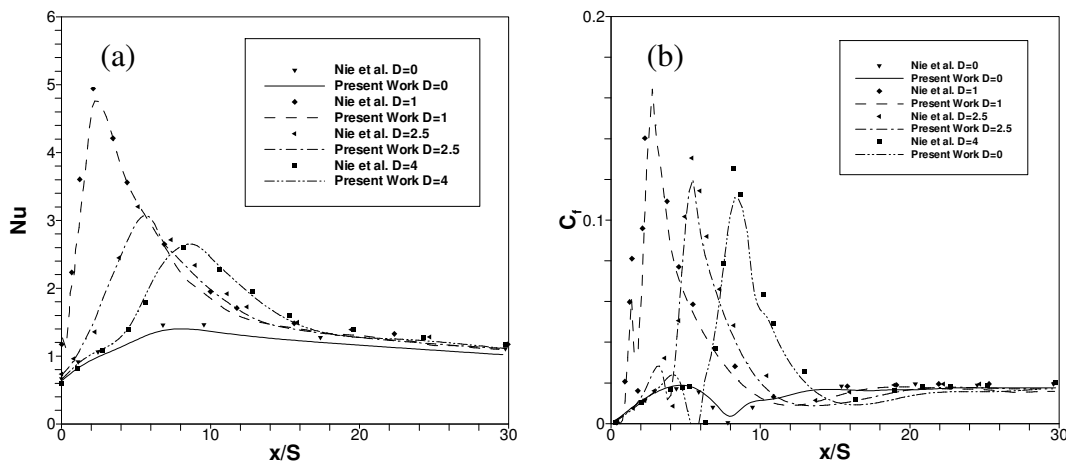 (a)
Nie et al. D=0
Present Work D=0
Nie et al. D=1
Present Work D=1
Nie et al. D=2.5
Present Work D=2.5
Nie et al. D=4
Present Work D=4
6
5
4
3
2
1
0
Nu
0
10
20
30
x/S
(b)
Nie et al. D=0
Present Work D=0
Nie et al. D=1
Present Work D=1
Nie et al. D=2.5
Present Work D=2.5
Nie et al. D=4
Present Work D=0
0.2
0.1
0
Cf
0
10
20
30
x/S